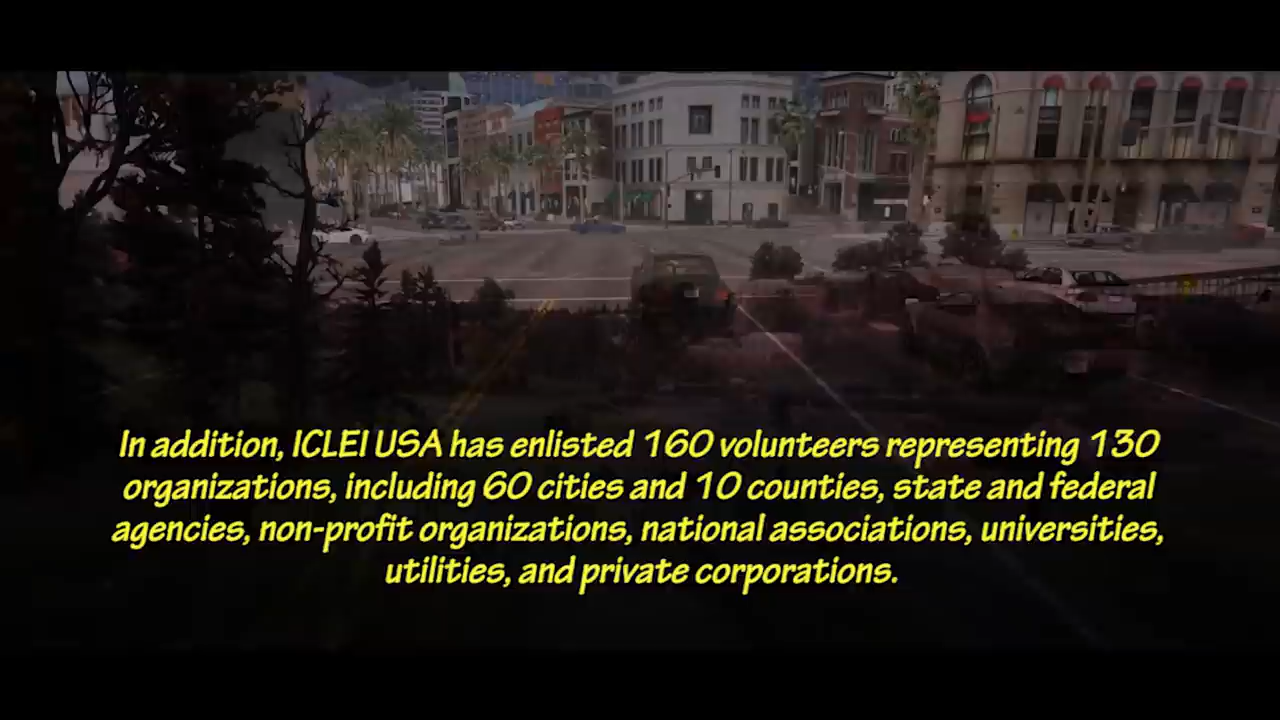 In addition, ICLEI USA has enlisted 160 volunteers representing 130
organizations, including 60 cities and 10 counties, state and federal
agencies, non-profit organizations, national associations, universities,
utilities, and private corporations.